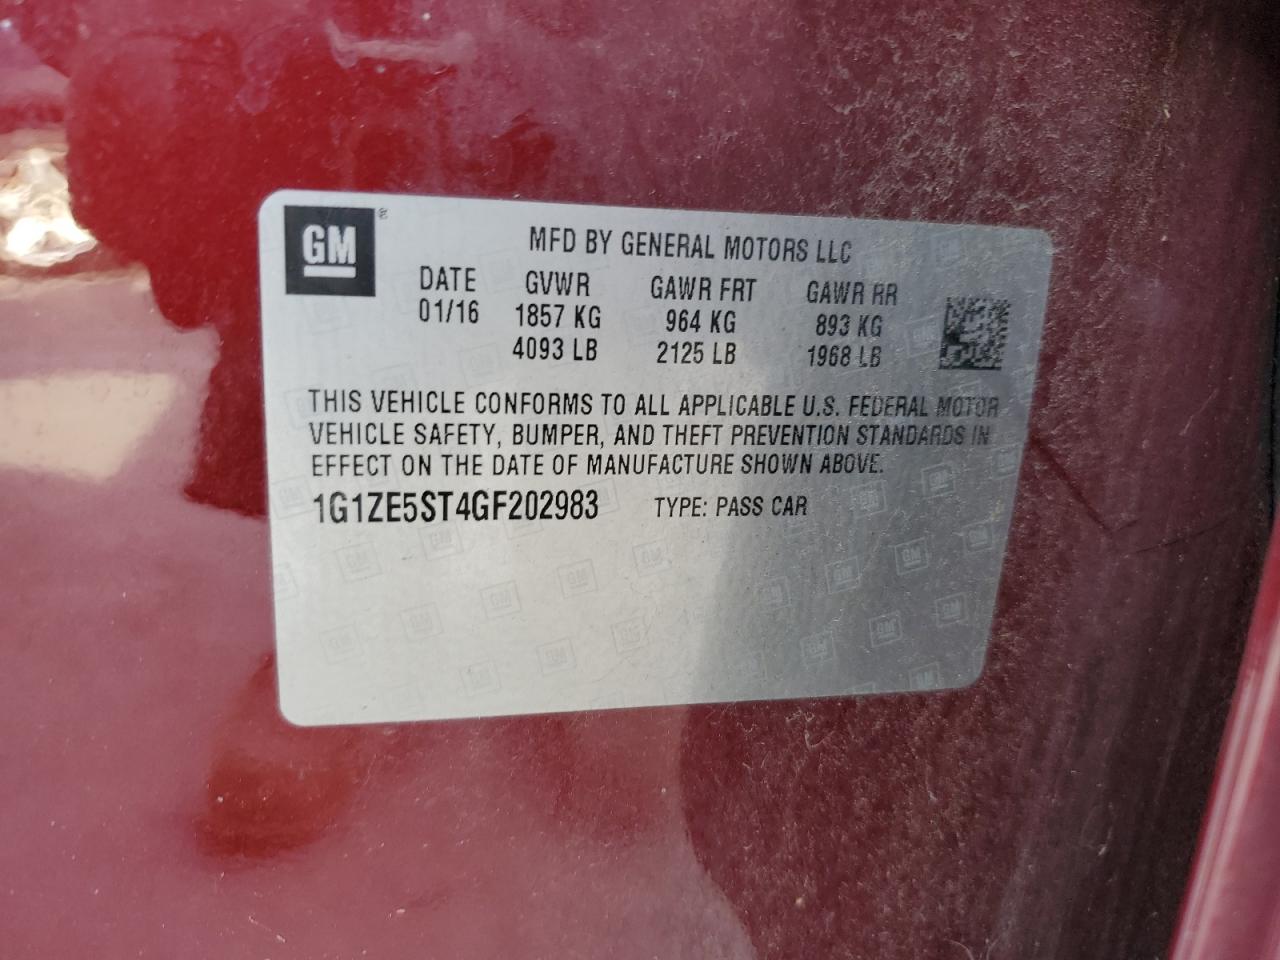 GM
MFD BY GENERAL MOTORS LLC
DATE GVWR GAWR FRT GAWR RR
01/16 1857 KG 964 KG 893 KG
4093 LB 2125 LB 1968 LB
THIS VEHICLE CONFORMS TO ALL APPLICABLE U.S. FEDERAL MOTOR
VEHICLE SAFETY, BUMPER, AND THEFT PREVENTION STANDARDS IN
EFFECT ON THE DATE OF MANUFACTURE SHOWN ABOVE.
1G1ZE5ST4GF202983 TYPE: PASS CAR